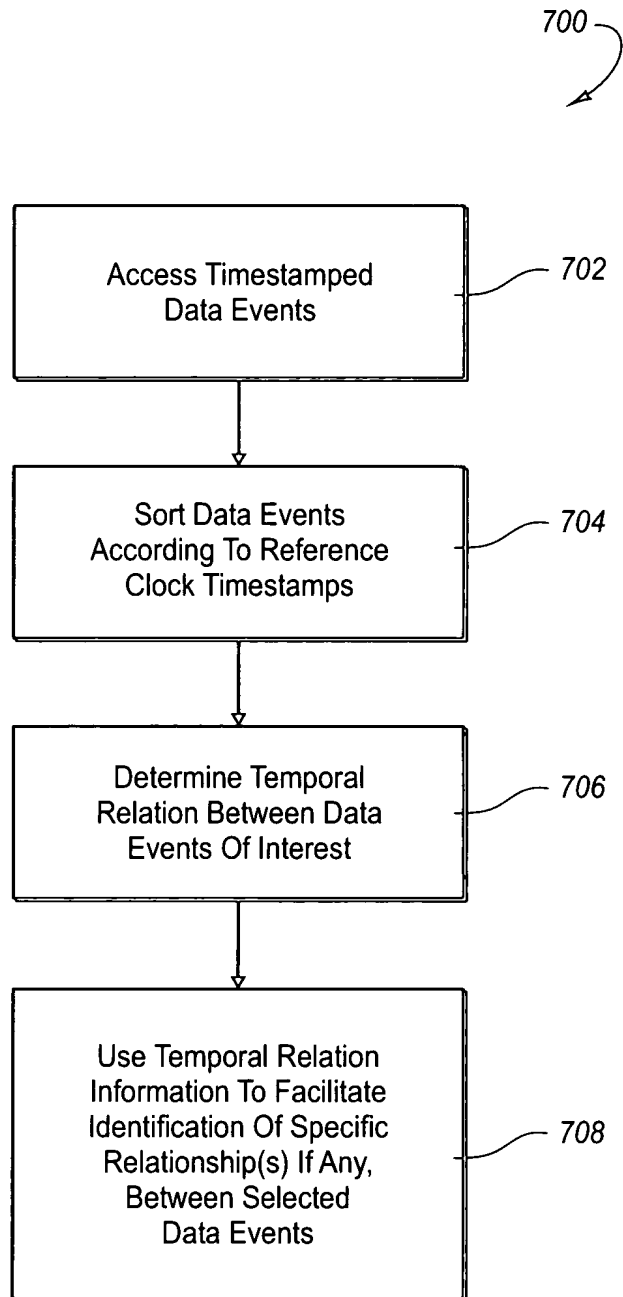 700
Access Timestamped
Data Events
702
Sort Data Events
According To Reference
Clock Timestamps
704
Determine Temporal
Relation Between Data
Events Of Interest
706
Use Temporal Relation
Information To Facilitate
Identification Of Specific
Relationship(s) If Any,
Between Selected
Data Events
708